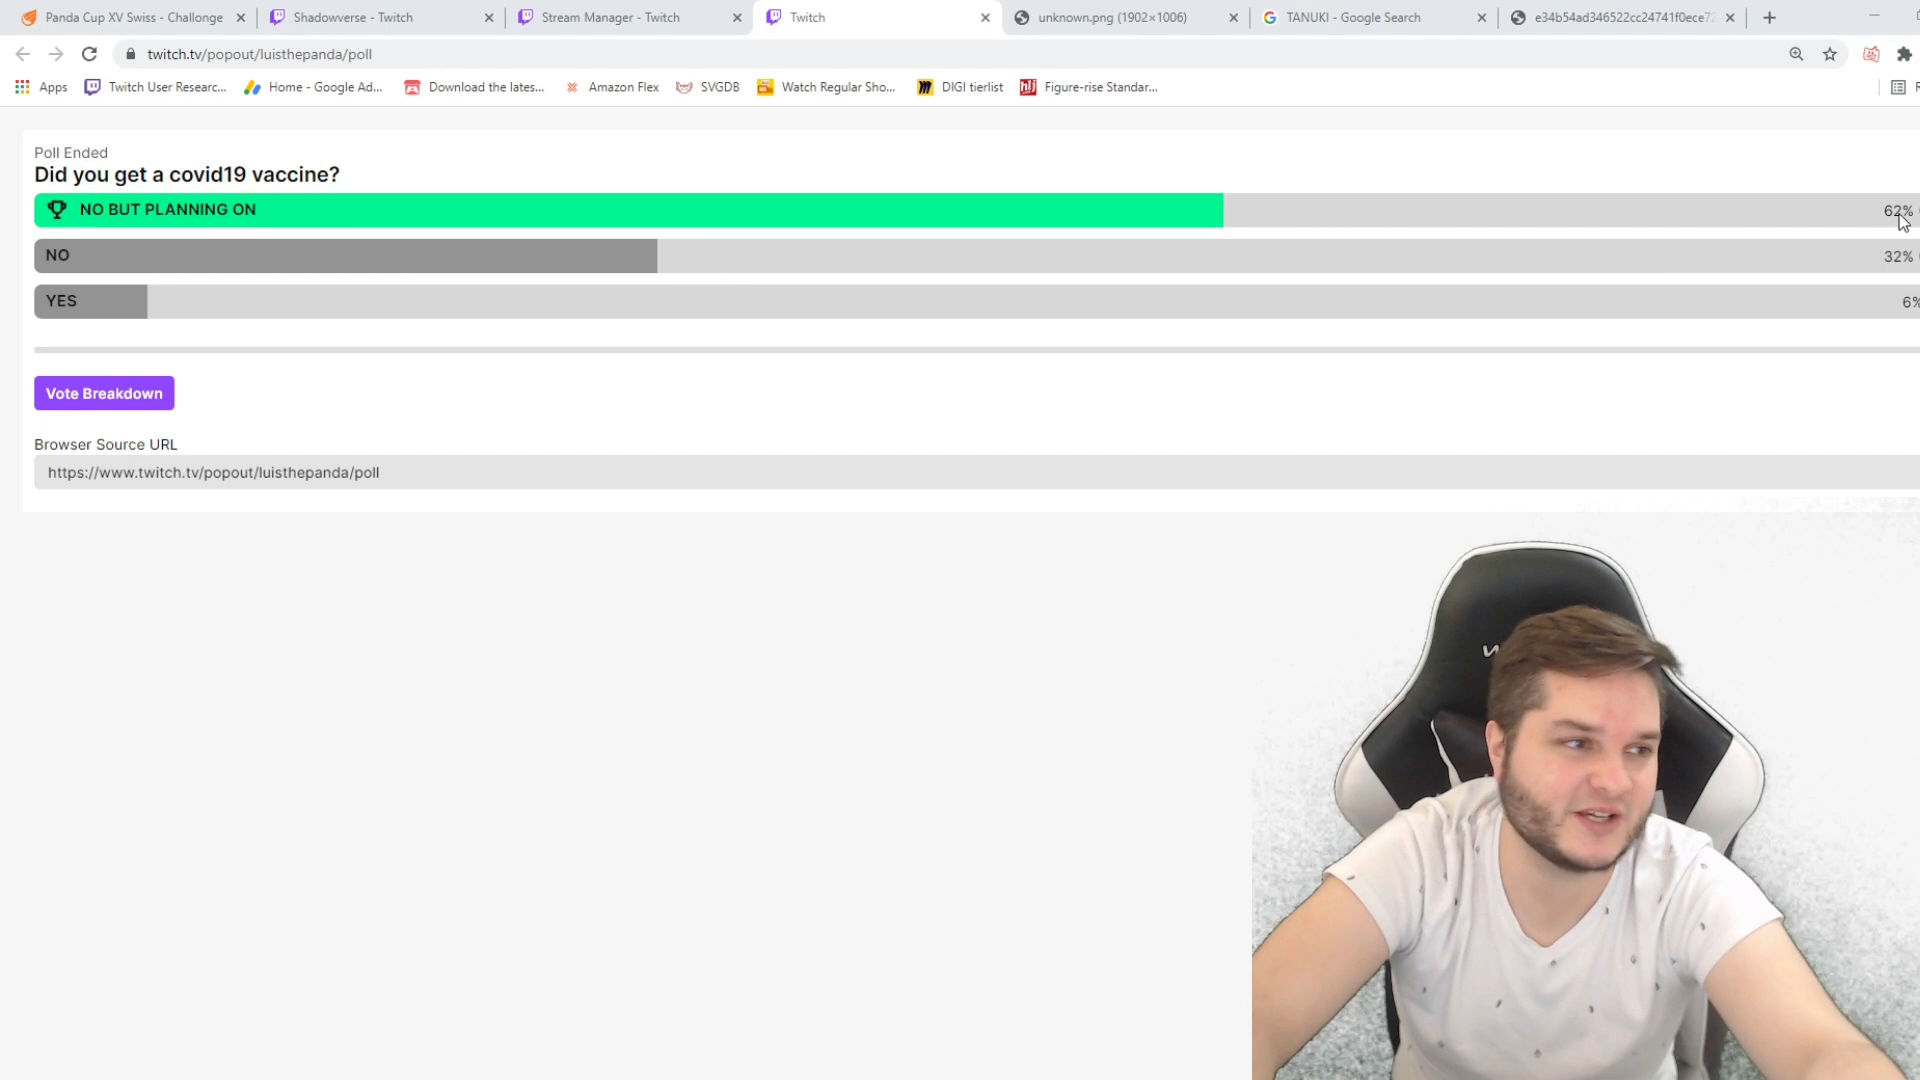 Panda Cup XV Swiss - Challonge
Shadowverse - Twitch
Stream Manager - Twitch
Twitch
unknown.png (1902×1006)
TANUKI - Google Search
e34b54ad346522cc24741f0ece7
twitch.tv/popout/luisthepanda/poll
Apps
Twitch User Researc...
Home - Google Ad...
Download the lates...
Amazon Flex
SVGDB
Watch Regular Sho...
DIGI tierlist
Figure-rise Standar...
Poll Ended
Did you get a covid19 vaccine?
NO BUT PLANNING ON
62%
NO
32%
YES
6%
Vote Breakdown
Browser Source URL
https://www.twitch.tv/popout/luisthepanda/poll